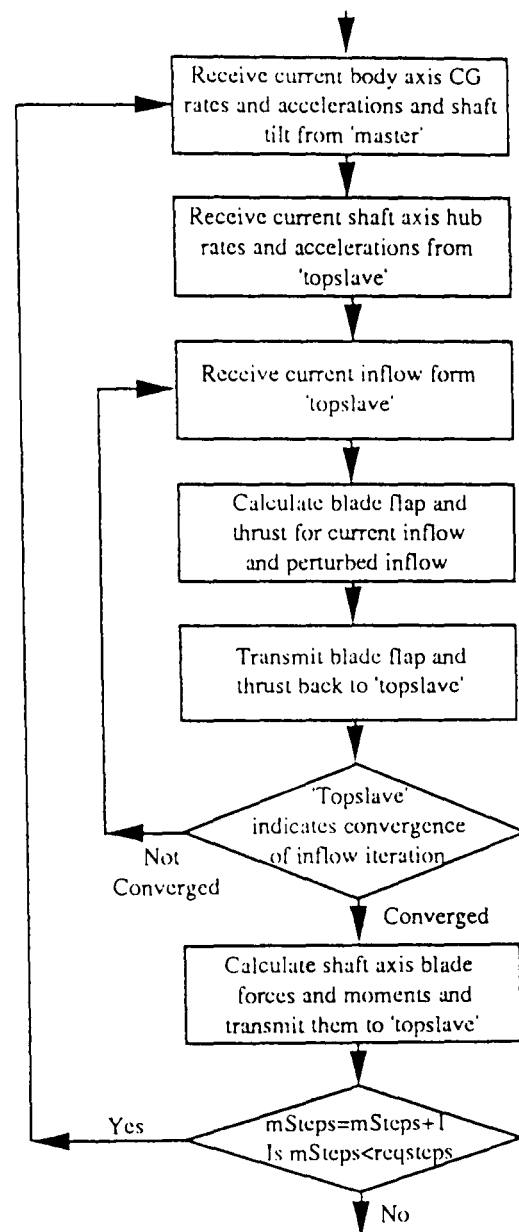 Receive current body axis CG
rates and accelerations and shaft
tilt from 'master'
Receive current shaft axis hub
rates and accelerations from
'topslave'
Receive current inflow form
'topslave'
Calculate blade flap and
thrust for current inflow
and perturbed inflow
Transmit blade flap and
thrust back to 'topslave'
'Topslave'
indicates convergence
of inflow iteration
Not
Converged
Converged
Calculate shaft axis blade
forces and moments and
transmit them to 'topslave'
mSteps=mSteps+1
Is mSteps<reqsteps
Yes
No